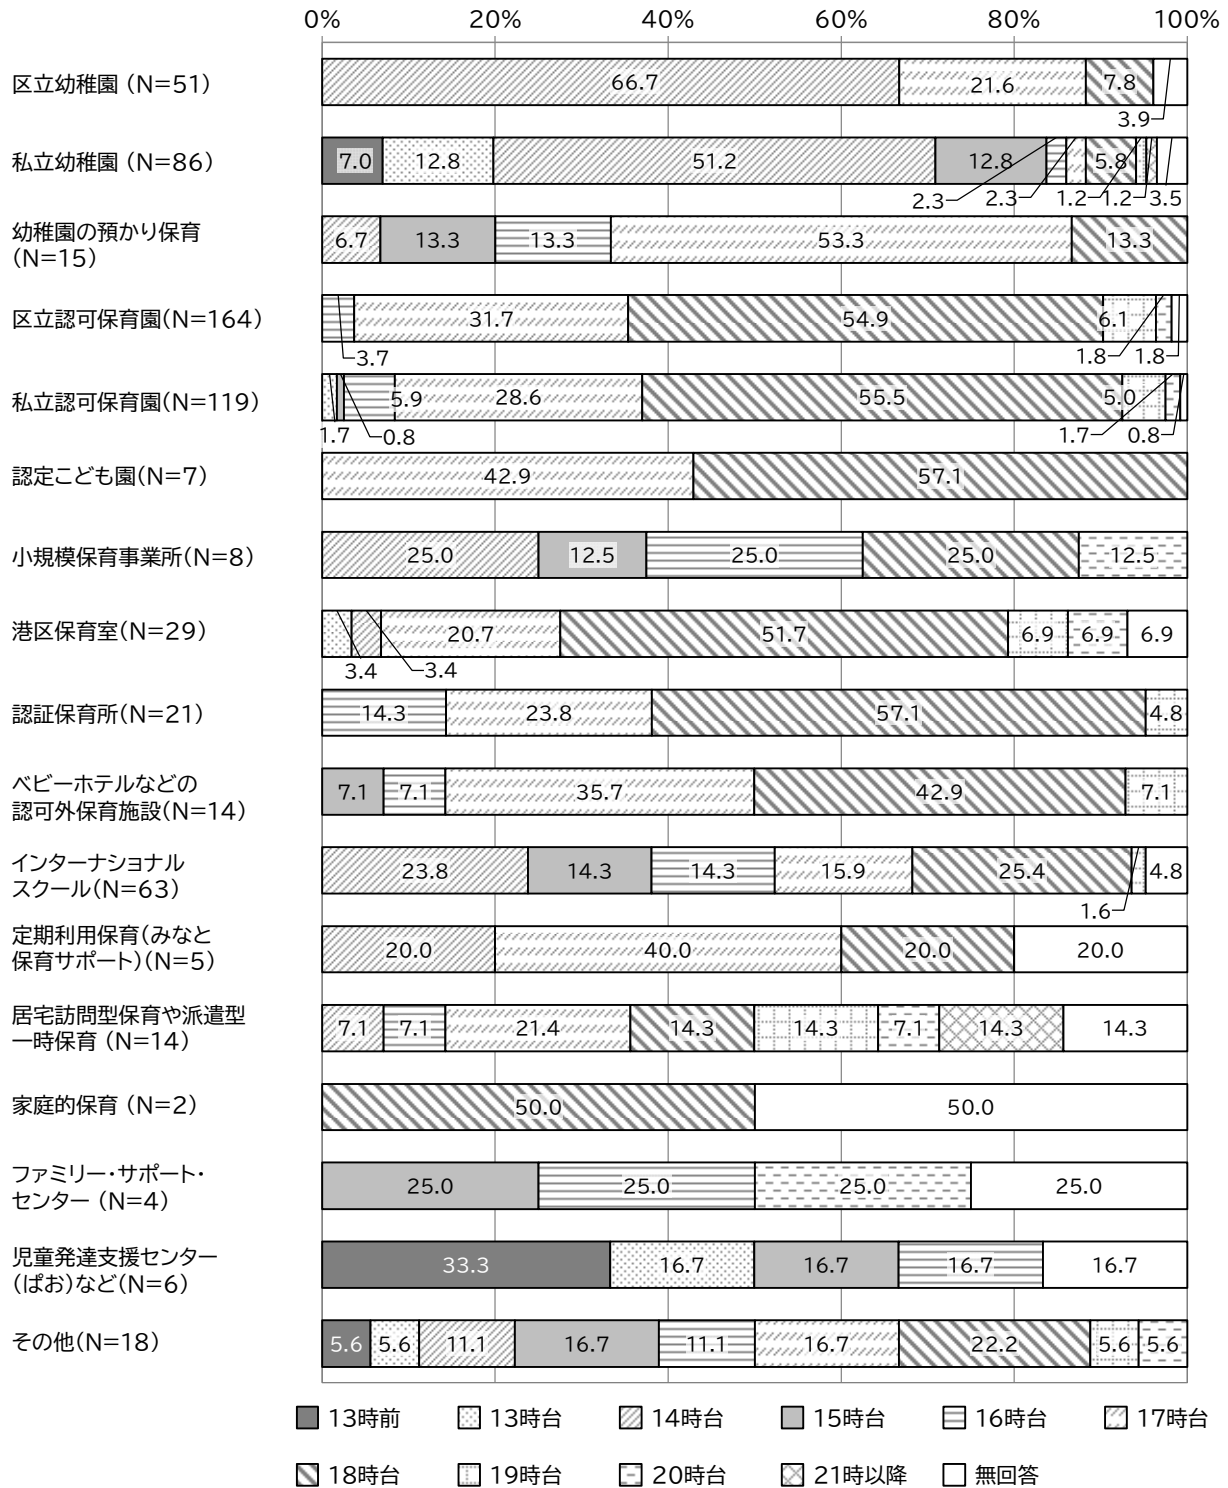 0% 20% 40% 60% 80% 100%
区立幼稚園 (N=51) 66.7 21.6 7.8
3.9
私立幼稚園 (N=86) 7.0 12.8 51.2 12.8 5.8
2.3 2.3 1.2 1.2 3.5
幼稚園の預かり保育
(N=15) 6.7 13.3 13.3 53.3 13.3
区立認可保育園(N=164) 31.7 54.9 6.1
3.7 1.8 1.8
私立認可保育園(N=119) 5.9 28.6 55.5 5.0
1.7 0.8 1.7 0.8
認定こども園(N=7) 42.9 57.1
小規模保育事業所(N=8) 25.0 12.5 25.0 25.0 12.5
港区保育室(N=29) 20.7 51.7 6.9 6.9 6.9
3.4 3.4
認証保育所(N=21) 14.3 23.8 57.1 4.8
ベビーホテルなどの
認可外保育施設(N=14) 7.1 7.1 35.7 42.9 7.1
インターナショナル
スクール(N=63) 23.8 14.3 14.3 15.9 25.4 4.8
1.6
定期利用保育(みなと
保育サポート)(N=5) 20.0 40.0 20.0 20.0
居宅訪問型保育や派遣型
一時保育 (N=14) 7.1 7.1 21.4 14.3 14.3 7.1 14.3 14.3
家庭的保育 (N=2) 50.0 50.0
ファミリー・サポート・
センター (N=4) 25.0 25.0 25.0 25.0
児童発達支援センター
(ぱお)など(N=6) 33.3 16.7 16.7 16.7 16.7
その他(N=18) 5.6 5.6 11.1 16.7 11.1 16.7 22.2 5.6 5.6
13時前 13時台 14時台 15時台 16時台 17時台
18時台 19時台 20時台 21時以降 無回答